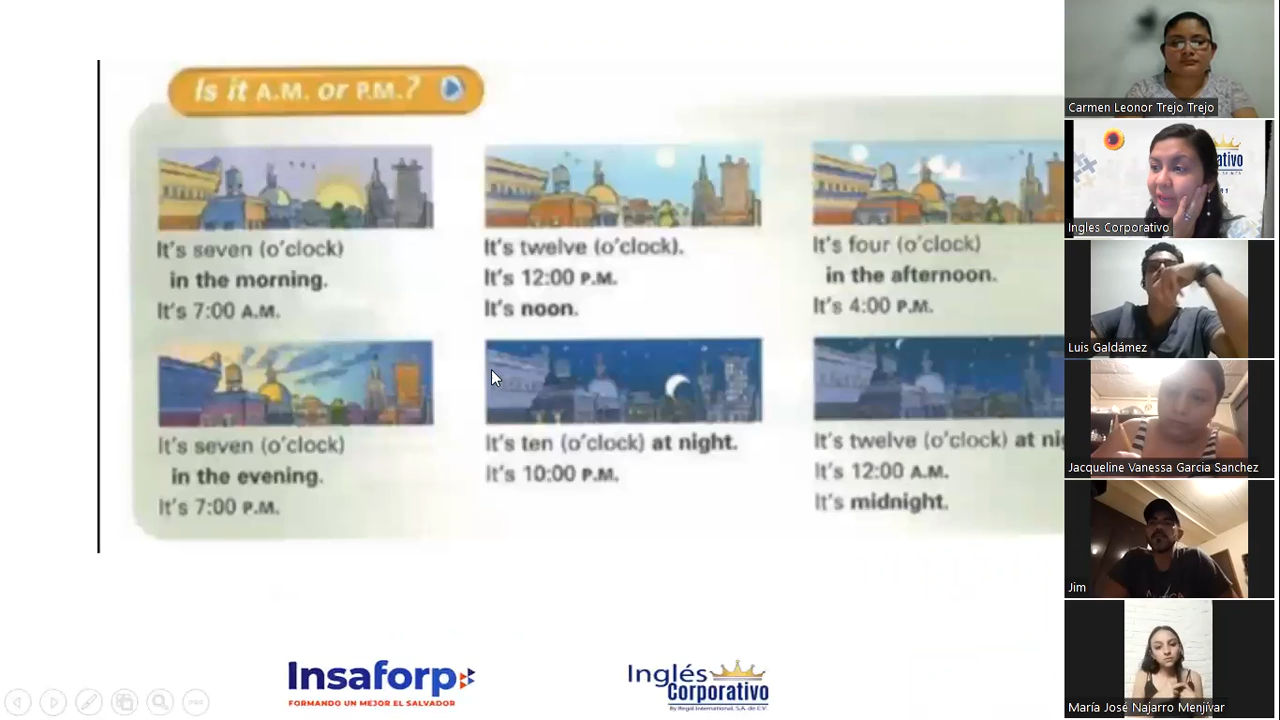 Is it A.M. or P.M.?
It's seven (o'clock)
in the morning.
It's 7:00 A.M.
It's twelve (o'clock).
It's 12:00 P.M.
It's noon.
It's four (o'clock)
in the afternoon.
It's 4:00 P.M.
It's seven (o'clock)
in the evening.
It's 7:00 P.M.
It's ten (o'clock) at night.
It's 10:00 P.M.
It's twelve (o'clock) at
It's 12:00 A.M.
It's midnight.
Insaforp
FORMANDO UN MEJOR EL SALVADOR
Inglés
Corporativo
By Regal International, S.A. de C.V.
Carmen Leonor Trejo Trejo
Ingles Corporativo
Luis Galdámez
Jacqueline Vanessa Garcia Sanchez
Jim
María José Najarro Menjívar